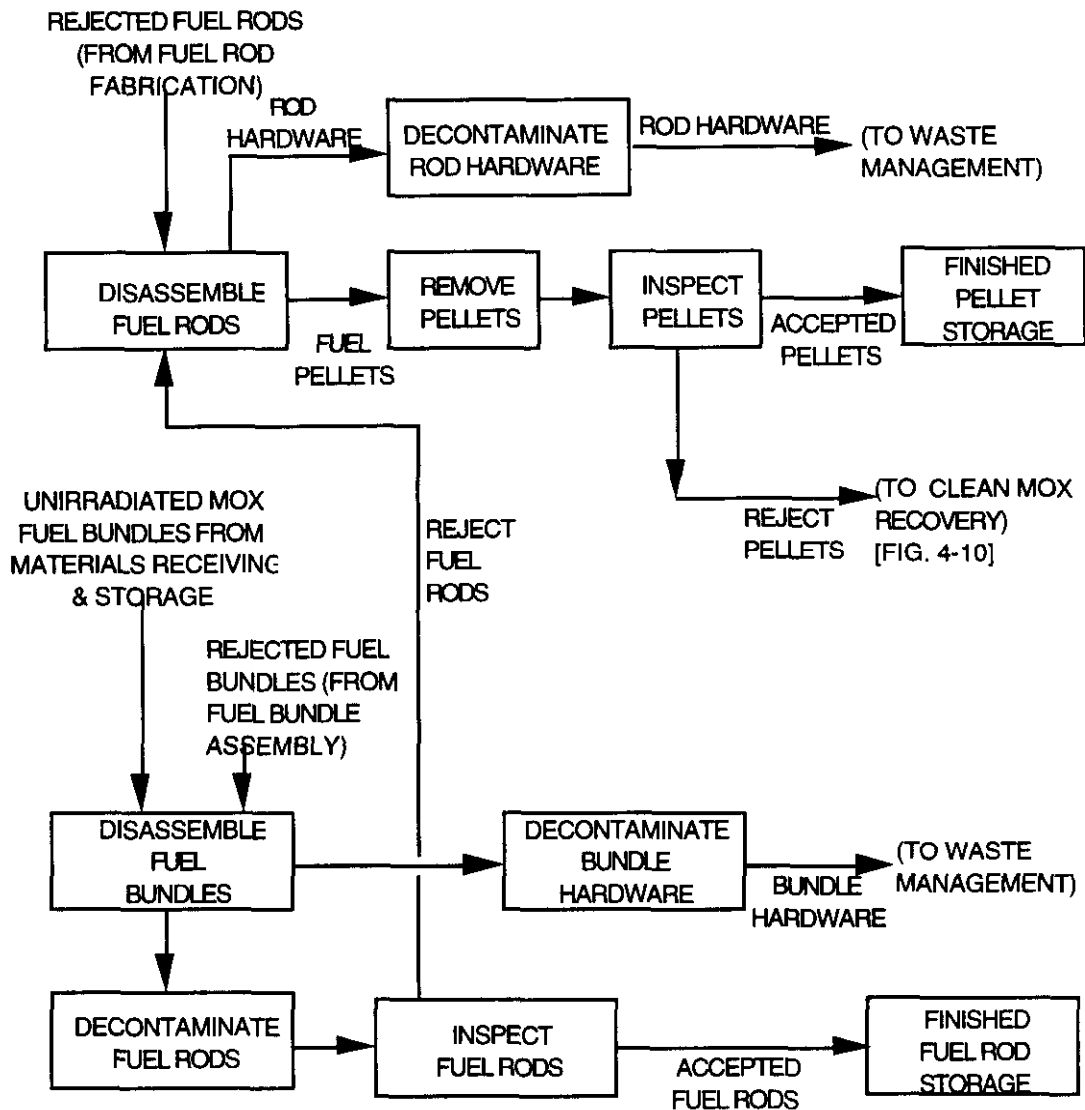 REJECTED FUEL RODS
(FROM FUEL ROD
FABRICATION)
ROD
HARDWARE
DECONTAMINATE
ROD HARDWARE
ROD HARDWARE
(TO WASTE
MANAGEMENT)
DISASSEMBLE
FUEL RODS
FUEL
PELLETS
REMOVE
PELLETS
INSPECT
PELLETS
ACCEPTED
PELLETS
FINISHED
PELLET
STORAGE
REJECT
PELLETS
(TO CLEAN MOX
RECOVERY)
[FIG. 4-10]
UNIRRADIATED MOX
FUEL BUNDLES FROM
MATERIALS RECEIVING
& STORAGE
REJECT
FUEL
RODS
REJECTED FUEL
BUNDLES (FROM
FUEL BUNDLE
ASSEMBLY)
DISASSEMBLE
FUEL
BUNDLES
DECONTAMINATE
BUNDLE
HARDWARE
BUNDLE
HARDWARE
(TO WASTE
MANAGEMENT)
DECONTAMINATE
FUEL RODS
INSPECT
FUEL RODS
ACCEPTED
FUEL RODS
FINISHED
FUEL ROD
STORAGE